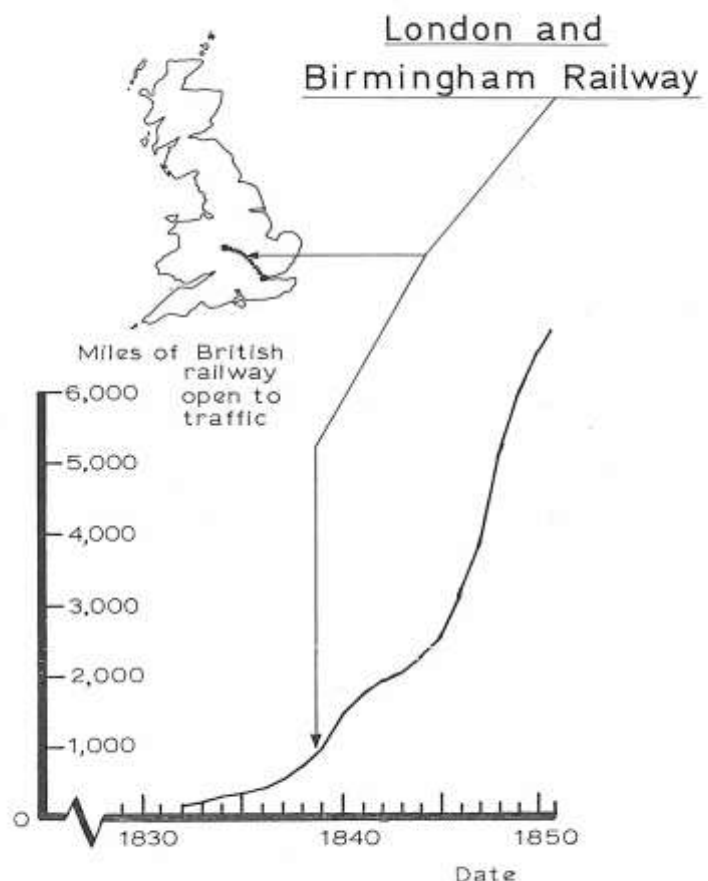 London and
Birmingham Railway
Miles of British
railway
open to
traffic
6,000
5,000
4,000
3,000
2,000
1,000
0
1830
1840
1850
Date